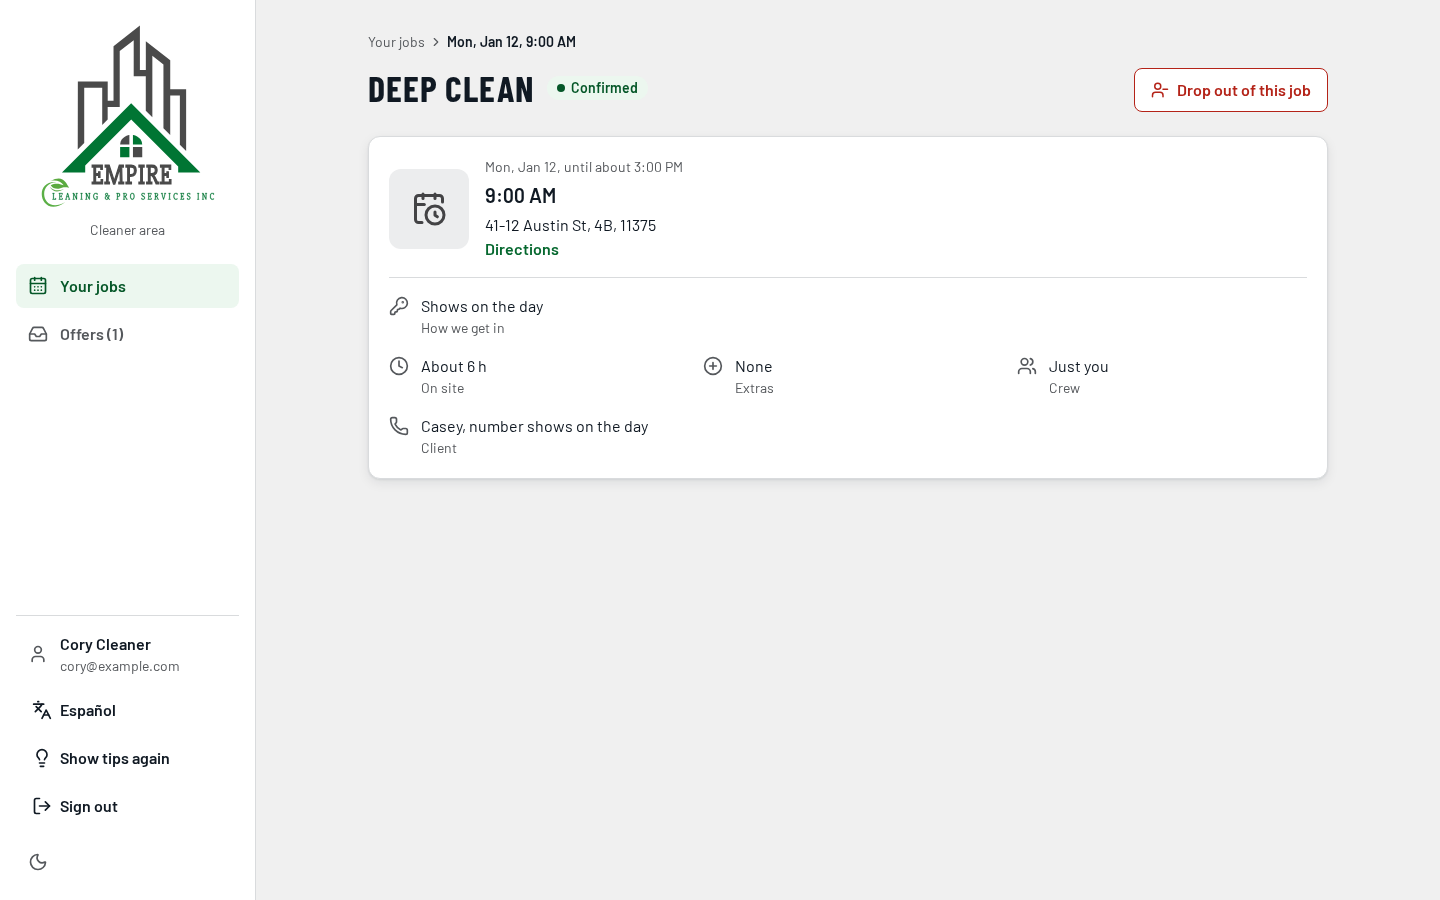 EMPIRE
CLEANING & PRO SERVICES INC
Cleaner area
Your jobs
Offers (1)
Cory Cleaner
cory@example.com
Español
Show tips again
Sign out
Your jobs > Mon, Jan 12, 9:00 AM
DEEP CLEAN
Confirmed
Drop out of this job
Mon, Jan 12, until about 3:00 PM
9:00 AM
41-12 Austin St, 4B, 11375
Directions
Shows on the day
How we get in
About 6 h
On site
None
Extras
Just you
Crew
Casey, number shows on the day
Client